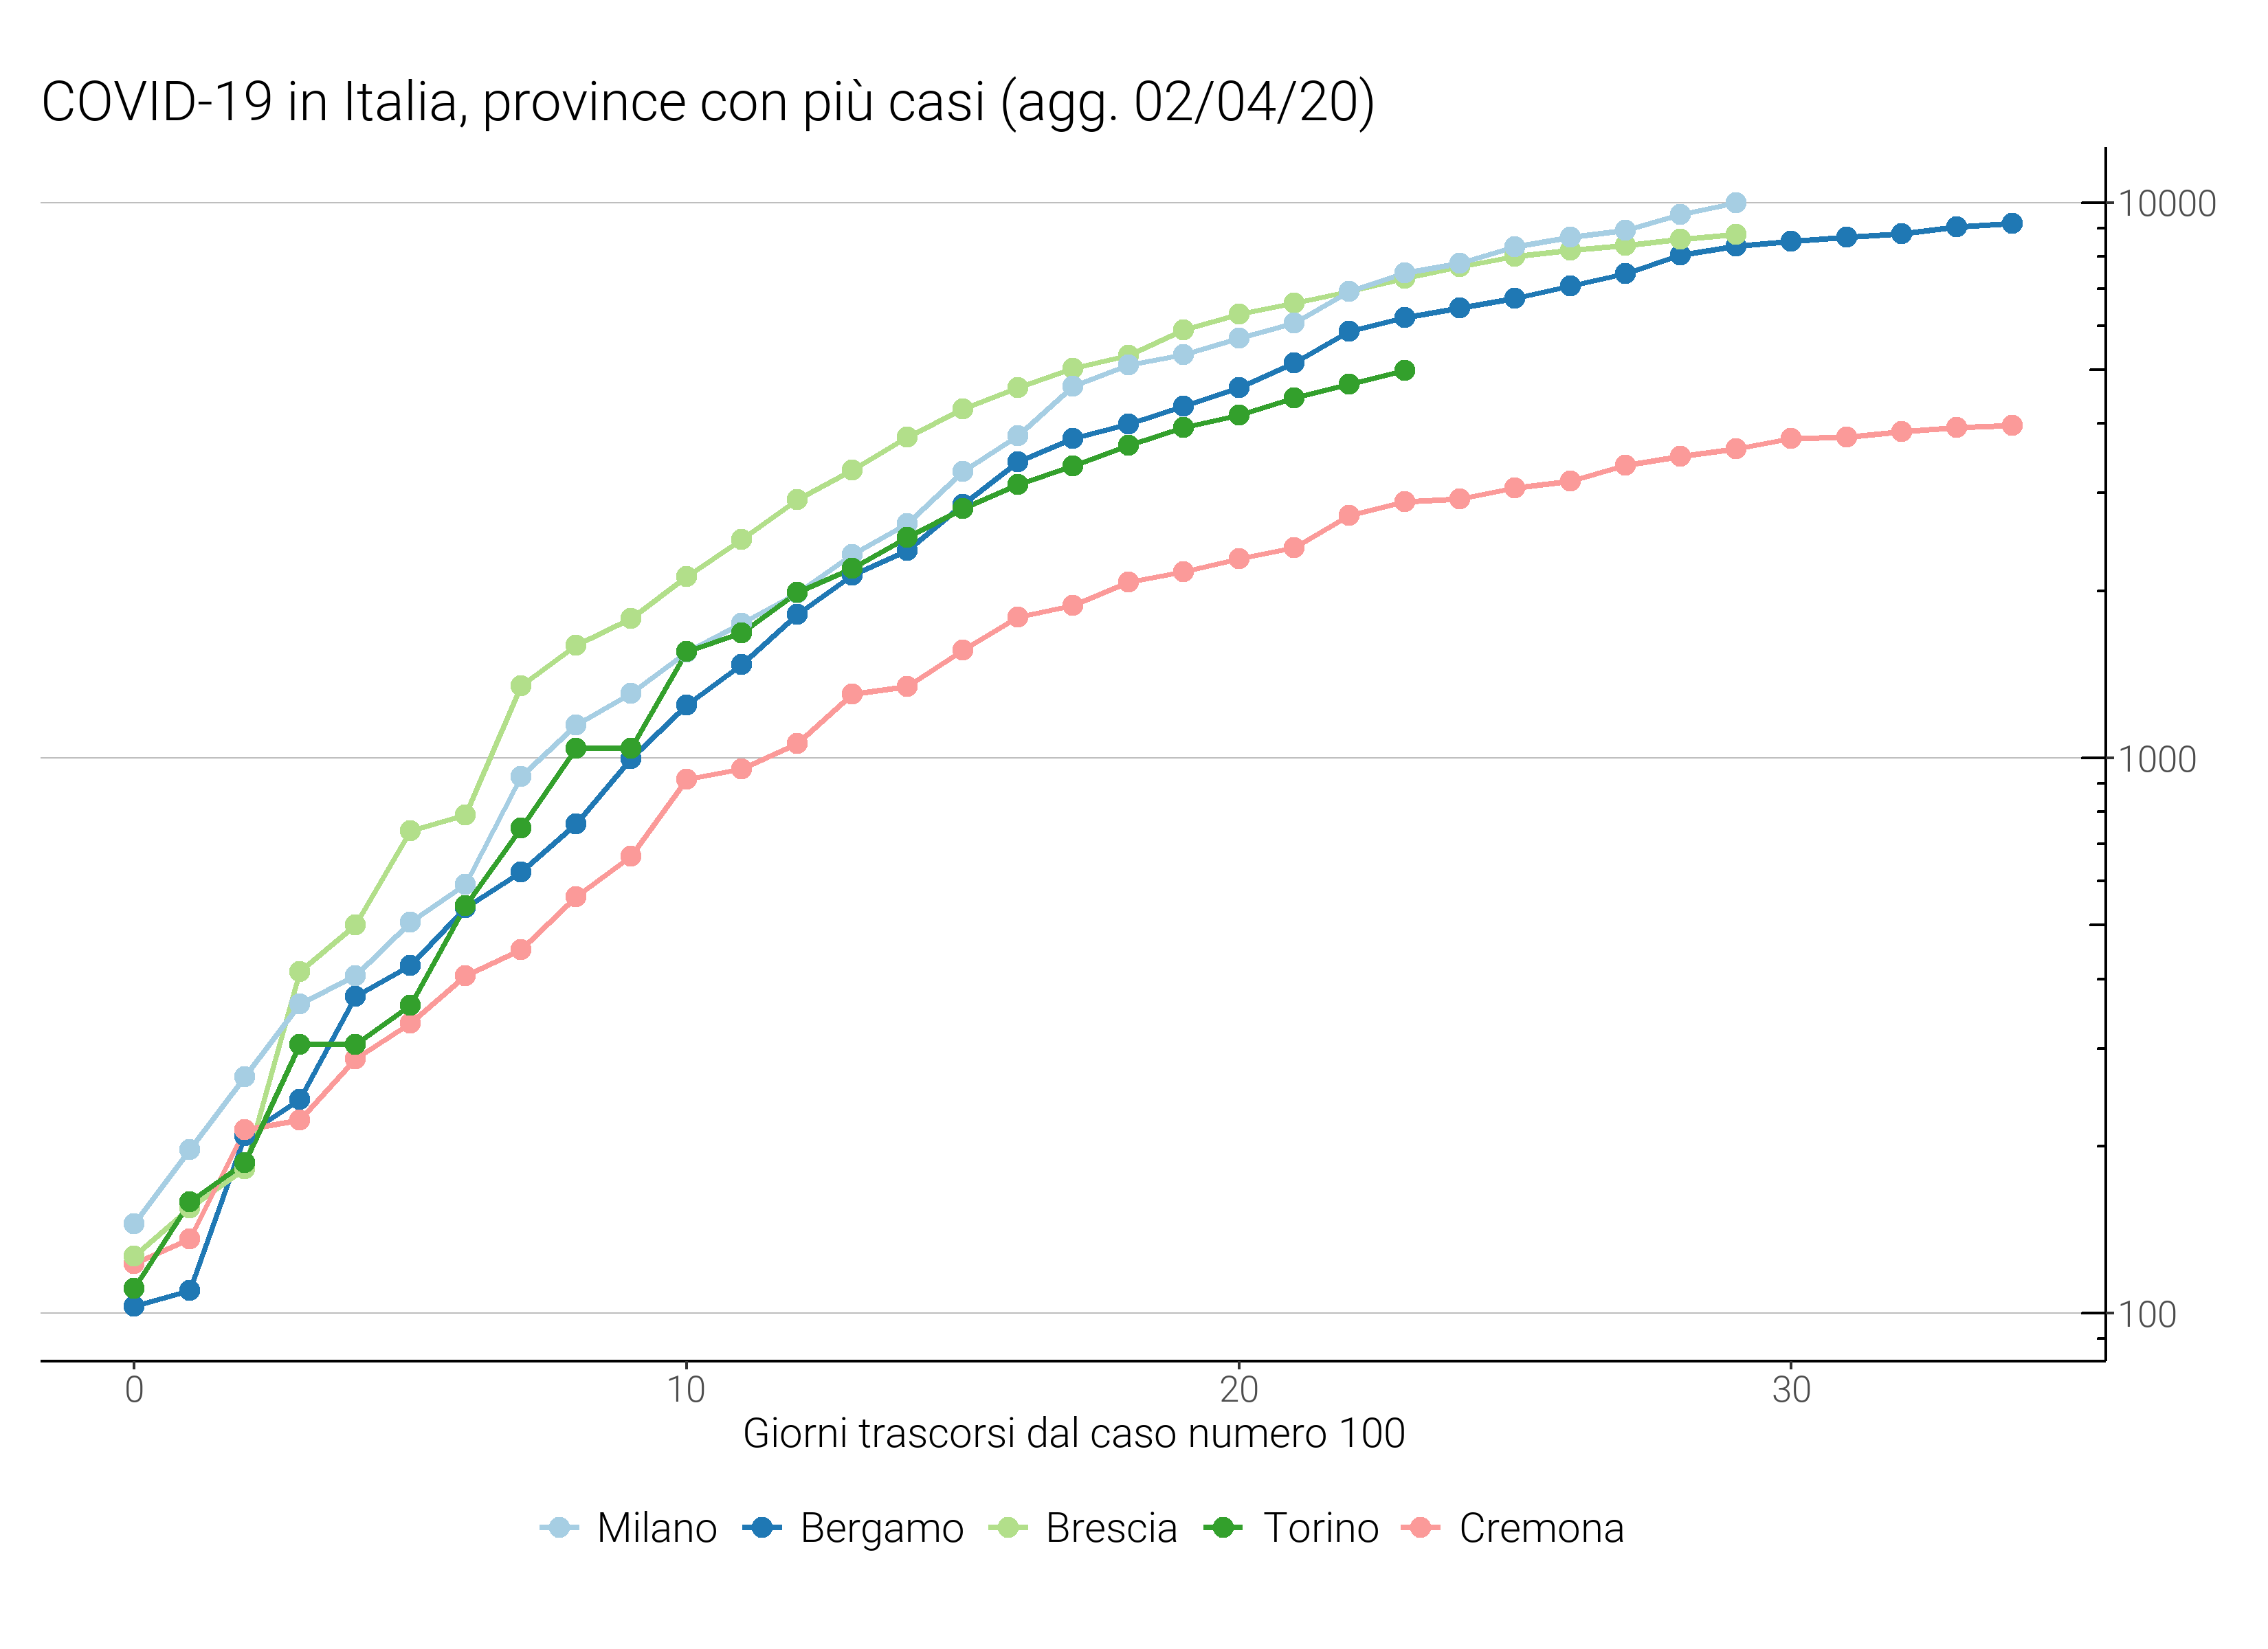 COVID-19 in Italia, province con più casi (agg. 02/04/20)
10000
1000
100
0 10 20 30
Giorni trascorsi dal caso numero 100
Milano Bergamo Brescia Torino Cremona